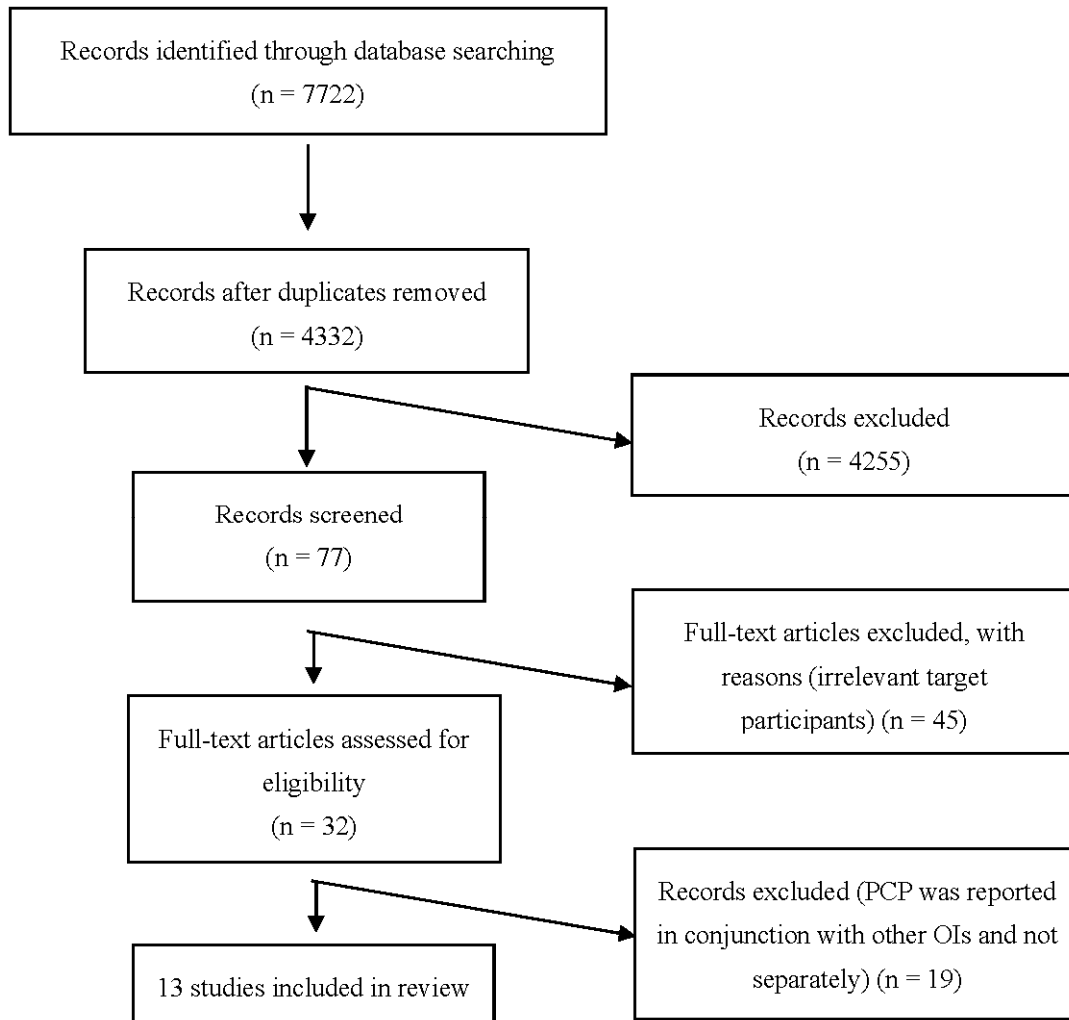 Records identified through database searching
(n = 7722)
Records after duplicates removed
(n = 4332)
Records excluded
(n = 4255)
Records screened
(n = 77)
Full-text articles excluded, with
reasons (irrelevant target
participants) (n = 45)
Full-text articles assessed for
eligibility
(n = 32)
Records excluded (PCP was reported
in conjunction with other OIs and not
separately) (n = 19)
13 studies included in review